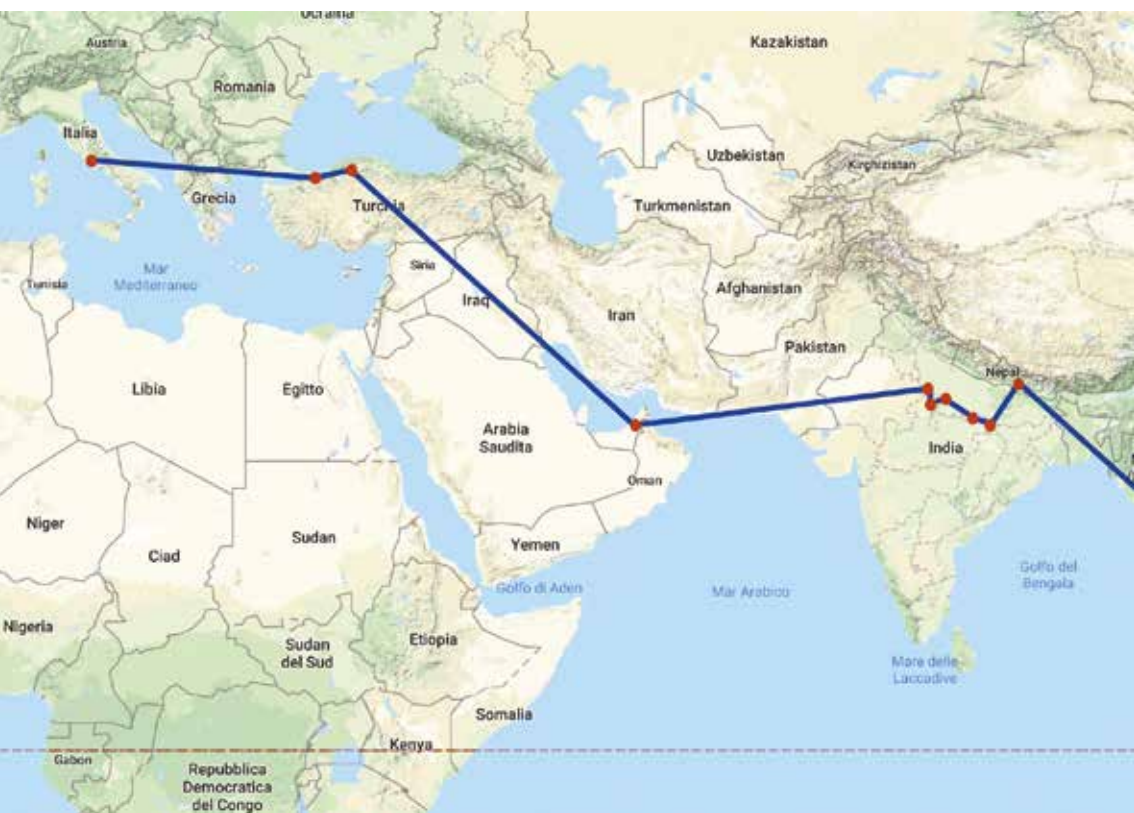 Ucraina
Austria
Kazakistan
Romania
Italia
Uzbekistan
Kirghizistan
Grecia
Turchia
Turkmenistan
Siria
Mar
Mediterraneo
Tunisia
Afghanistan
Iraq
Iran
Pakistan
Nepal
Libia
Egitto
Arabia
Saudita
India
Oman
Niger
Ciad
Sudan
Yemen
Golfo di Aden
Mar Arabico
Golfo del
Bengala
Nigeria
Sudan
del Sud
Etiopia
Mare delle
Laccadive
Somalia
Kenya
Gabon
Repubblica
Democratica
del Congo